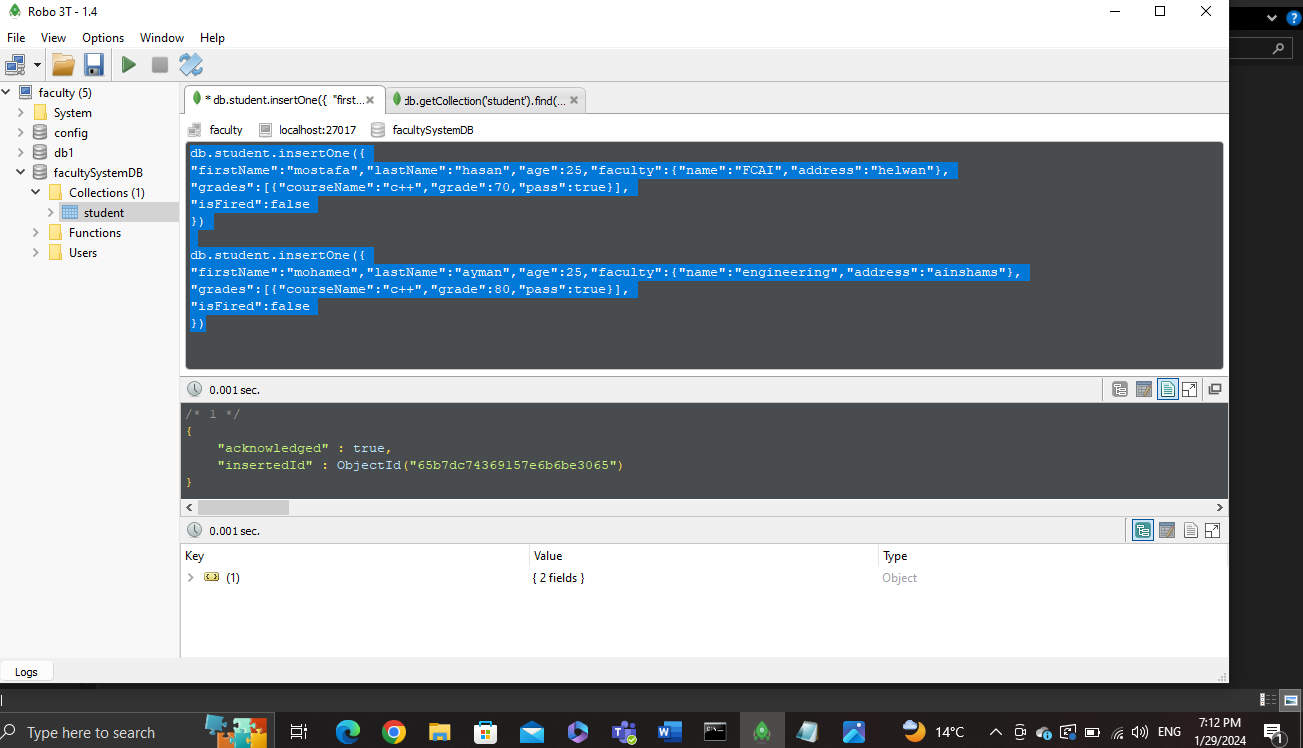 Robo 3T - 1.4
File View Options Window Help
faculty (5)
System
config
db1
facultySystemDB
Collections (1)
student
Functions
Users
* db.student.insertOne({ "first...
db.getCollection('student').find(...
faculty localhost:27017 facultySystemDB
db.student.insertOne({
"firstName":"mostafa","lastName":"hasan","age":25,"faculty":{"name":"FCAI","address":"helwan"},
"grades":[{"courseName":"c++","grade":70,"pass":true}],
"isFired":false
})
db.student.insertOne({
"firstName":"mohamed","lastName":"ayman","age":25,"faculty":{"name":"engineering","address":"ainshams"},
"grades":[{"courseName":"c++","grade":80,"pass":true}],
"isFired":false
})
0.001 sec.
/* 1 */
{
"acknowledged" : true,
"insertedId" : ObjectId("65b7dc74369157e6b6be3065")
}
0.001 sec.
Key Value Type
(1) { 2 fields } Object
Logs
Type here to search
14°C
ENG
7:12 PM
1/29/2024
1